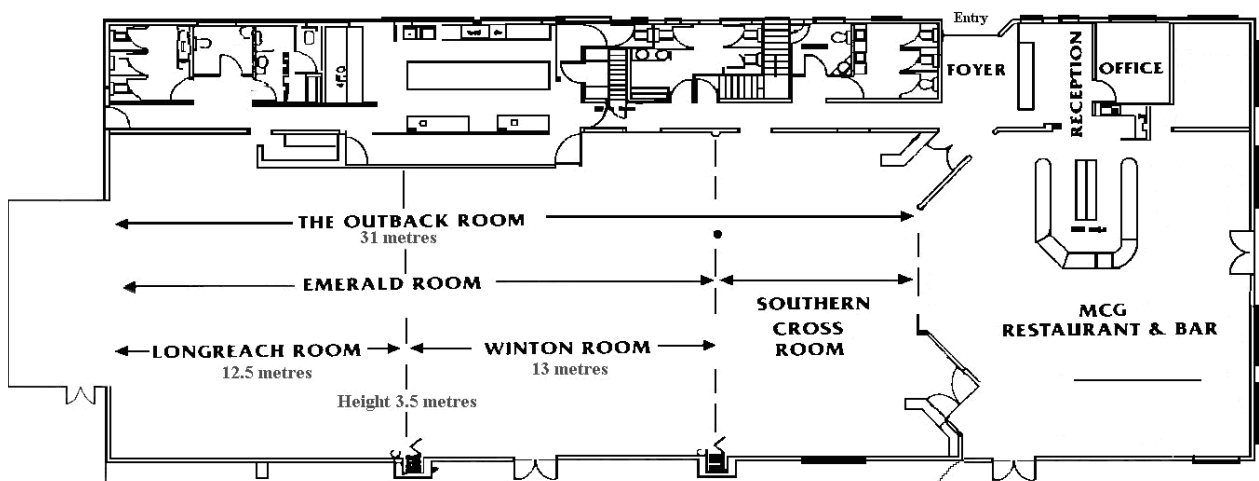 Entry
FOYER
RECEPTION
OFFICE
THE OUTBACK ROOM
31 metres
EMERALD ROOM
SOUTHERN
CROSS
ROOM
MCG
RESTAURANT & BAR
LONGREACH ROOM
12.5 metres
WINTON ROOM
13 metres
Height 3.5 metres